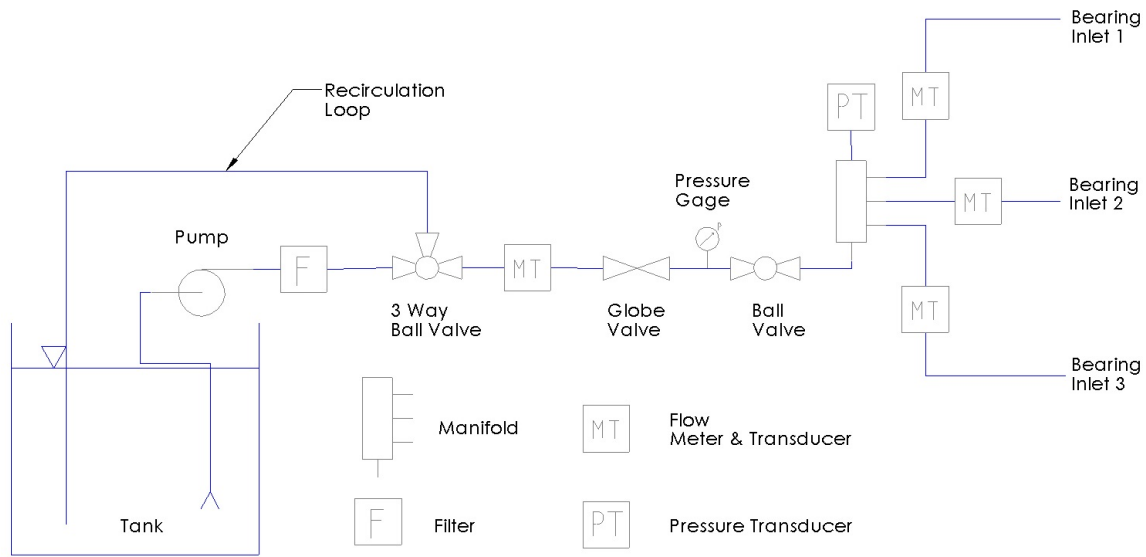 Bearing
Inlet 1
Recirculation
Loop
MT
PT
Pressure
Gage
Bearing
Inlet 2
MT
P
Pump
F
MT
3 Way
Ball Valve
Globe
Valve
Ball
Valve
MT
Bearing
Inlet 3
Manifold
MT
Flow
Meter & Transducer
Tank
F
Filter
PT
Pressure Transducer